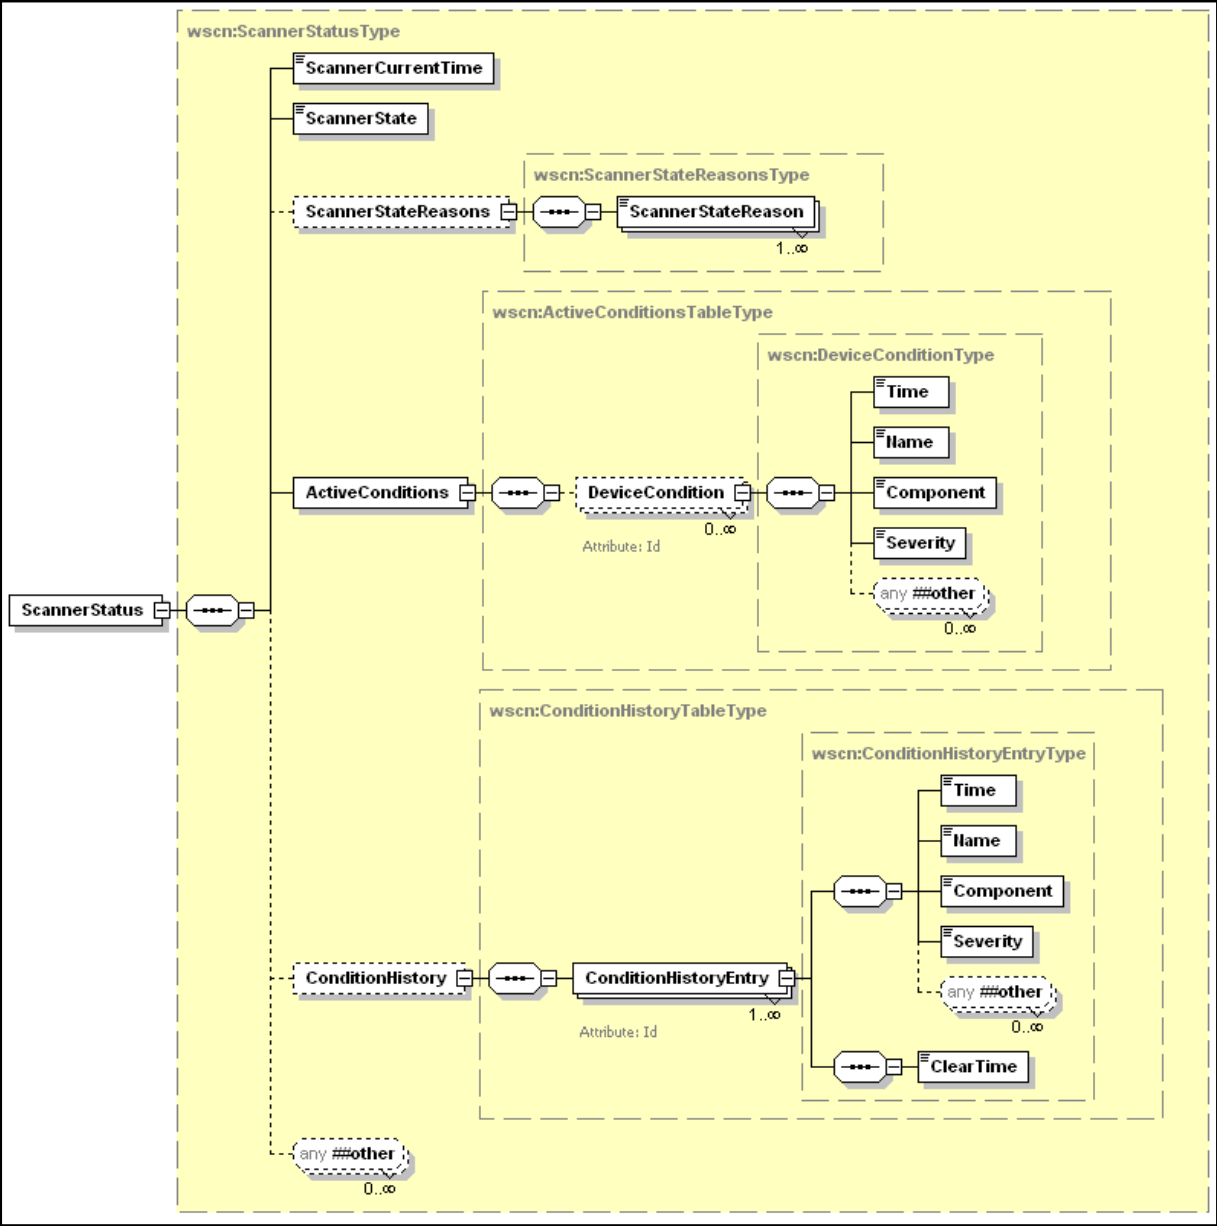 wscn:ScannerStatusType
ScannerCurrentTime
ScannerState
wscn:ScannerStateReasonsType
ScannerStateReasons
ScannerStateReason
1..∞
wscn:ActiveConditionsTableType
wscn:DeviceConditionType
Time
Name
ActiveConditions
DeviceCondition
Component
0..∞
Attribute: Id
Severity
any ##other
0..∞
ScannerStatus
wscn:ConditionHistoryTableType
wscn:ConditionHistoryEntryType
Time
Name
Component
Severity
ConditionHistory
ConditionHistoryEntry
any ##other
1..∞
0..∞
Attribute: Id
ClearTime
any ##other
0..∞